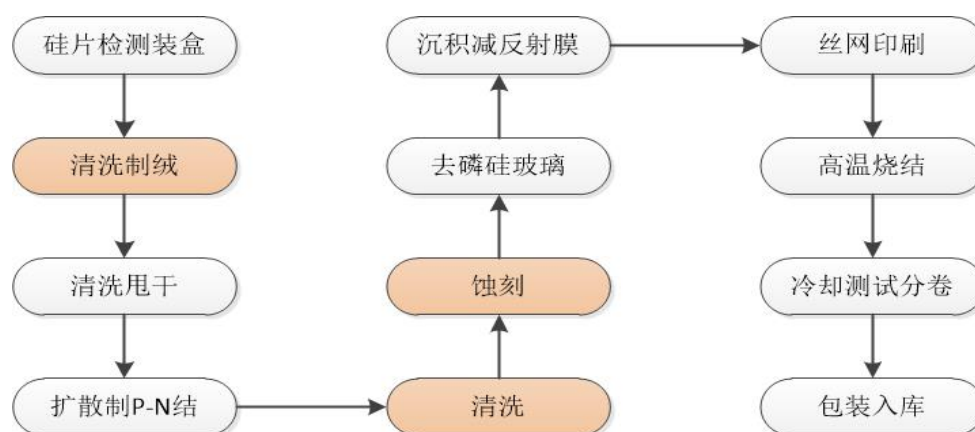 硅片检测装盒
清洗制绒
清洗甩干
扩散制P-N结
清洗
蚀刻
去磷硅玻璃
沉积减反射膜
丝网印刷
高温烧结
冷却测试分卷
包装入库